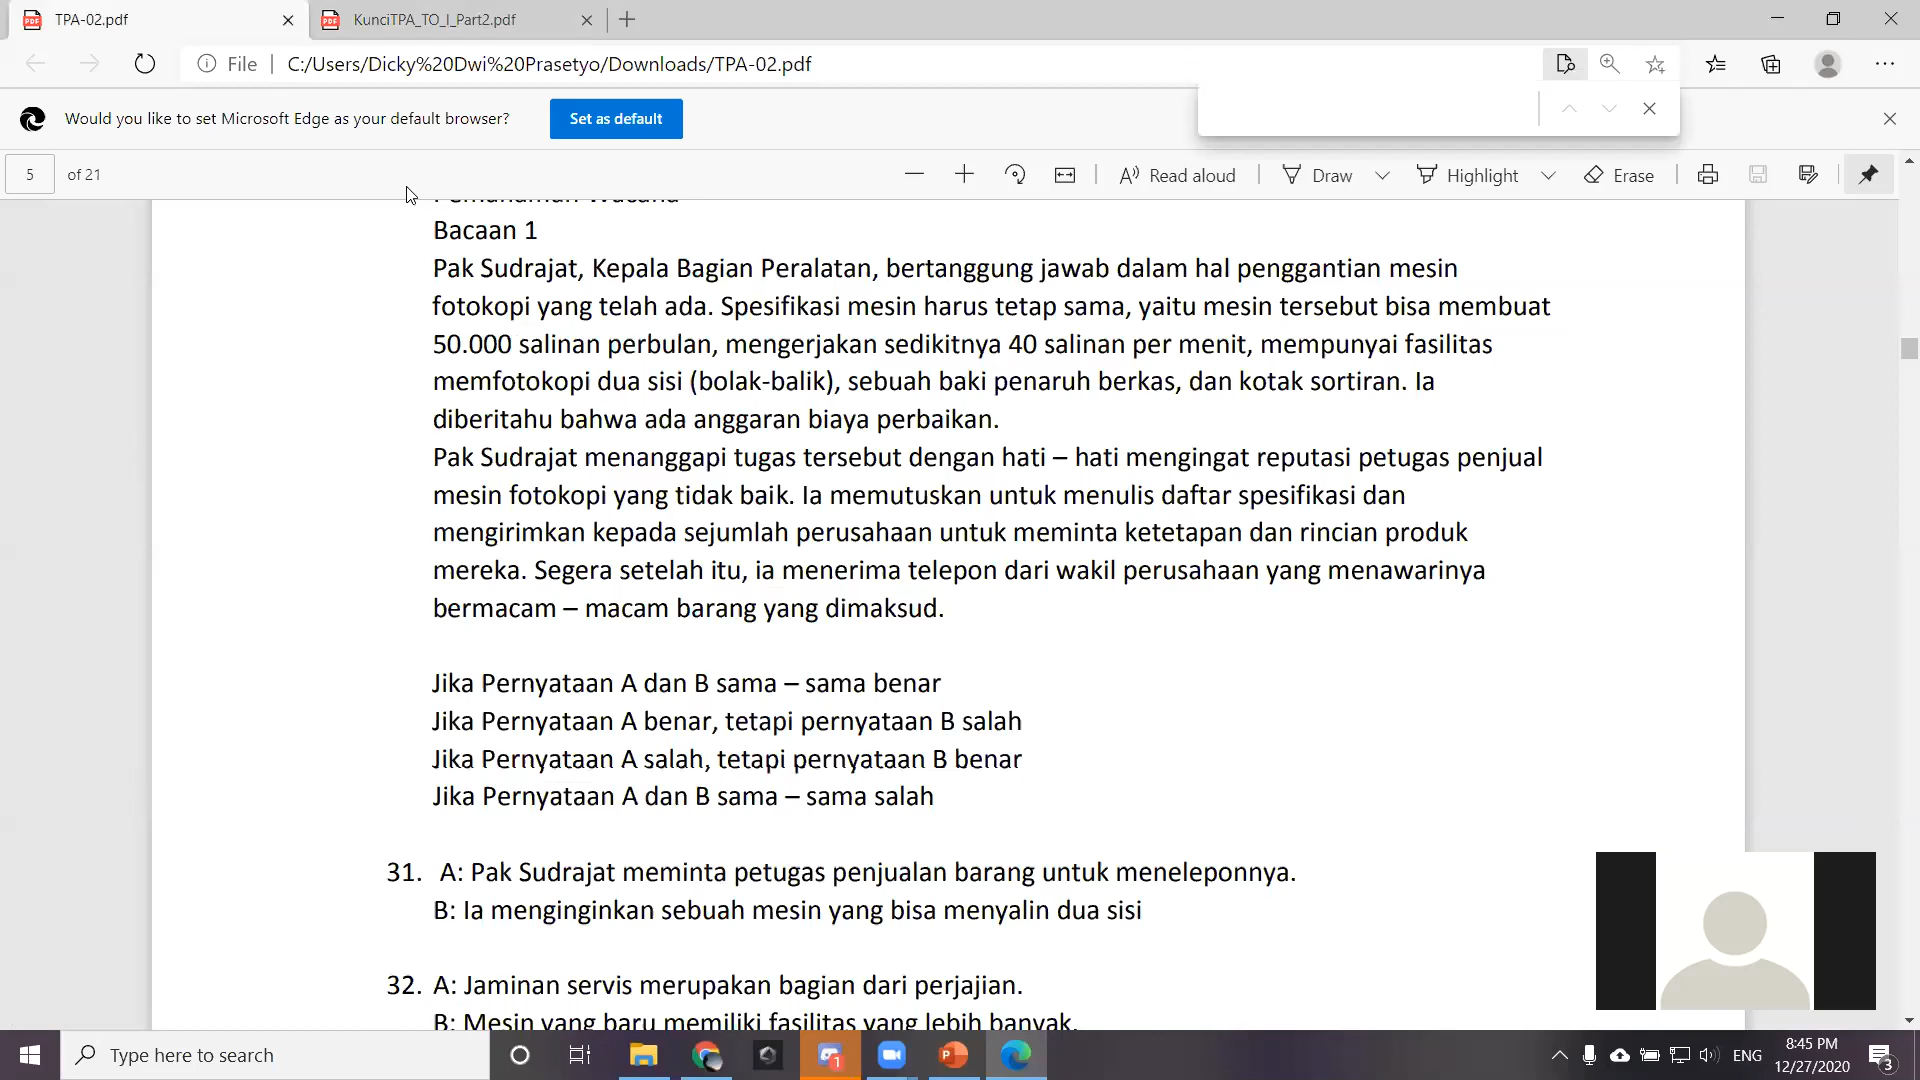 TPA-02.pdf
KunciTPA_TO_I_Part2.pdf
File
C:/Users/Dicky%20Dwi%20Prasetyo/Downloads/TPA-02.pdf
Would you like to set Microsoft Edge as your default browser?
Set as default
5
of 21
Read aloud
Draw
Highlight
Erase
Bacaan 1
Pak Sudrajat, Kepala Bagian Peralatan, bertanggung jawab dalam hal penggantian mesin
fotokopi yang telah ada. Spesifikasi mesin harus tetap sama, yaitu mesin tersebut bisa membuat
50.000 salinan perbulan, mengerjakan sedikitnya 40 salinan per menit, mempunyai fasilitas
memfotokopi dua sisi (bolak-balik), sebuah baki penaruh berkas, dan kotak sortiran. Ia
diberitahu bahwa ada anggaran biaya perbaikan.
Pak Sudrajat menanggapi tugas tersebut dengan hati – hati mengingat reputasi petugas penjual
mesin fotokopi yang tidak baik. Ia memutuskan untuk menulis daftar spesifikasi dan
mengirimkan kepada sejumlah perusahaan untuk meminta ketetapan dan rincian produk
mereka. Segera setelah itu, ia menerima telepon dari wakil perusahaan yang menawarinya
bermacam – macam barang yang dimaksud.
Jika Pernyataan A dan B sama – sama benar
Jika Pernyataan A benar, tetapi pernyataan B salah
Jika Pernyataan A salah, tetapi pernyataan B benar
Jika Pernyataan A dan B sama – sama salah
31. A: Pak Sudrajat meminta petugas penjualan barang untuk meneleponnya.
B: Ia menginginkan sebuah mesin yang bisa menyalin dua sisi
32. A: Jaminan servis merupakan bagian dari perjajian.
B: Mesin yang baru memiliki fasilitas yang lebih banyak.
Type here to search
1
ENG
8:45 PM
12/27/2020
3